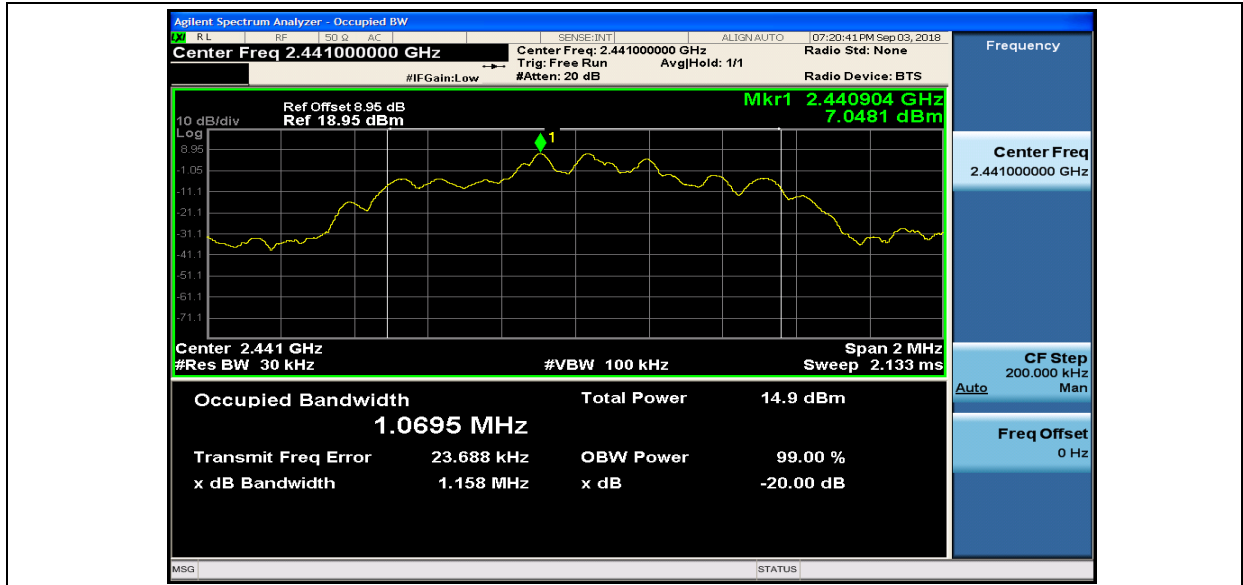 Agilent Spectrum Analyzer - Occupied BW
LXI RL RF 50 Ω AC SENSE:INT ALIGN AUTO 07:20:41 PM Sep 03, 2018
Center Freq 2.441000000 GHz
Center Freq: 2.441000000 GHz
Radio Std: None
Trig: Free Run Avg|Hold: 1/1
#IFGain:Low
#Atten: 20 dB
Radio Device: BTS
Ref Offset 8.95 dB
Mkr1 2.440904 GHz
10 dB/div Ref 18.95 dBm
7.0481 dBm
Log
1
8.95
-1.05
-11.1
-21.1
-31.1
-41.1
-51.1
-61.1
-71.1
Center 2.441 GHz
Span 2 MHz
#Res BW 30 kHz
#VBW 100 kHz
Sweep 2.133 ms
Occupied Bandwidth
Total Power 14.9 dBm
1.0695 MHz
Transmit Freq Error 23.688 kHz
OBW Power 99.00 %
x dB Bandwidth 1.158 MHz
x dB -20.00 dB
MSG
STATUS
Frequency
Center Freq
2.441000000 GHz
CF Step
200.000 kHz
Auto Man
Freq Offset
0 Hz